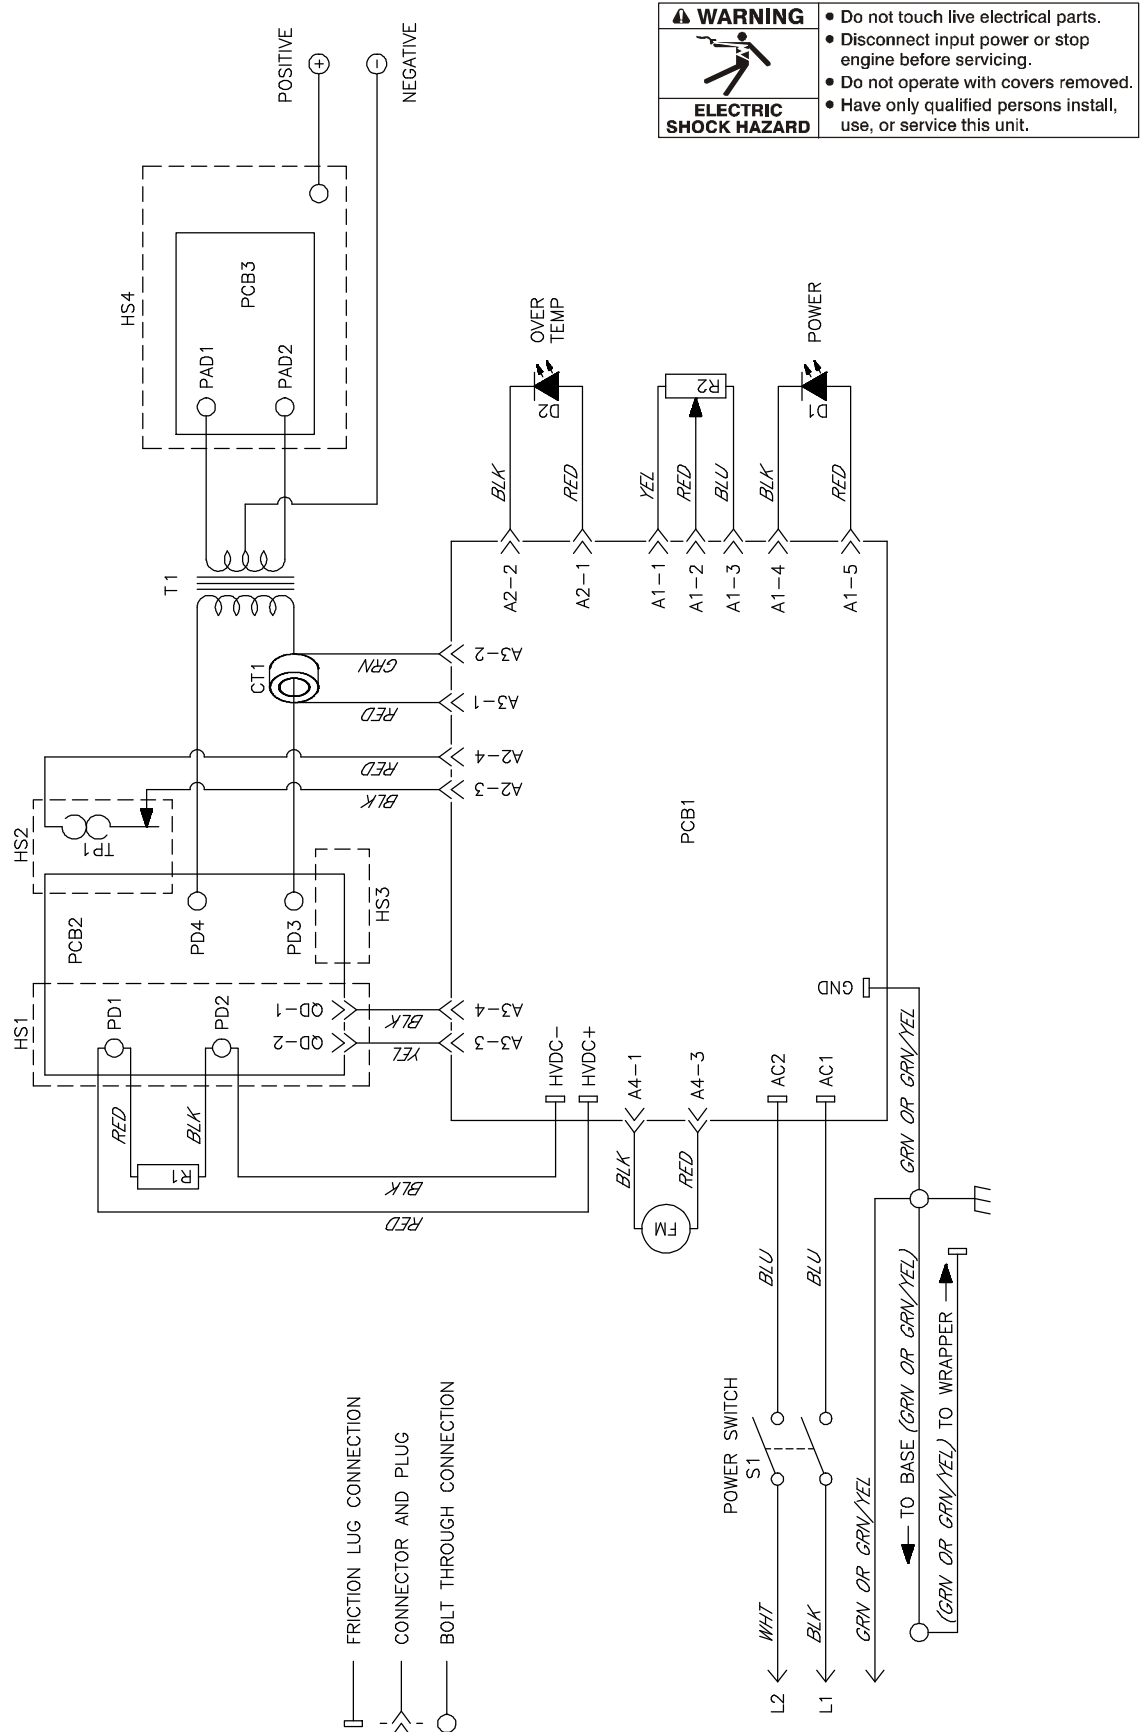 WARNING
ELECTRIC
SHOCK HAZARD
• Do not touch live electrical parts.
• Disconnect input power or stop
engine before servicing.
• Do not operate with covers removed.
• Have only qualified persons install,
use, or service this unit.
POSITIVE
+
−
NEGATIVE
HS4
PCB3
PAD1
PAD2
T1
CT1
OVER
TEMP
D2
BLK
RED
A2-2
A2-1
R2
YEL
RED
BLU
A1-1
A1-2
A1-3
POWER
D1
BLK
RED
A1-4
A1-5
GRN
A3-2
RED
A3-1
RED
A2-4
BLK
A2-3
HS2
TP1
PCB2
PD4
PD3
HS3
PCB1
HS1
PD1
PD2
QD-1
QD-2
BLK
A3-4
YEL
A3-3
RED
BLK
R1
BLK
RED
HVDC-
HVDC+
A4-1
A4-3
BLK
RED
FM
AC2
AC1
GND
GRN OR GRN/YEL
BLU
BLU
POWER SWITCH
S1
WHT
BLK
L2
L1
GRN OR GRN/YEL
TO BASE (GRN OR GRN/YEL)
(GRN OR GRN/YEL) TO WRAPPER
FRICTION LUG CONNECTION
CONNECTOR AND PLUG
BOLT THROUGH CONNECTION